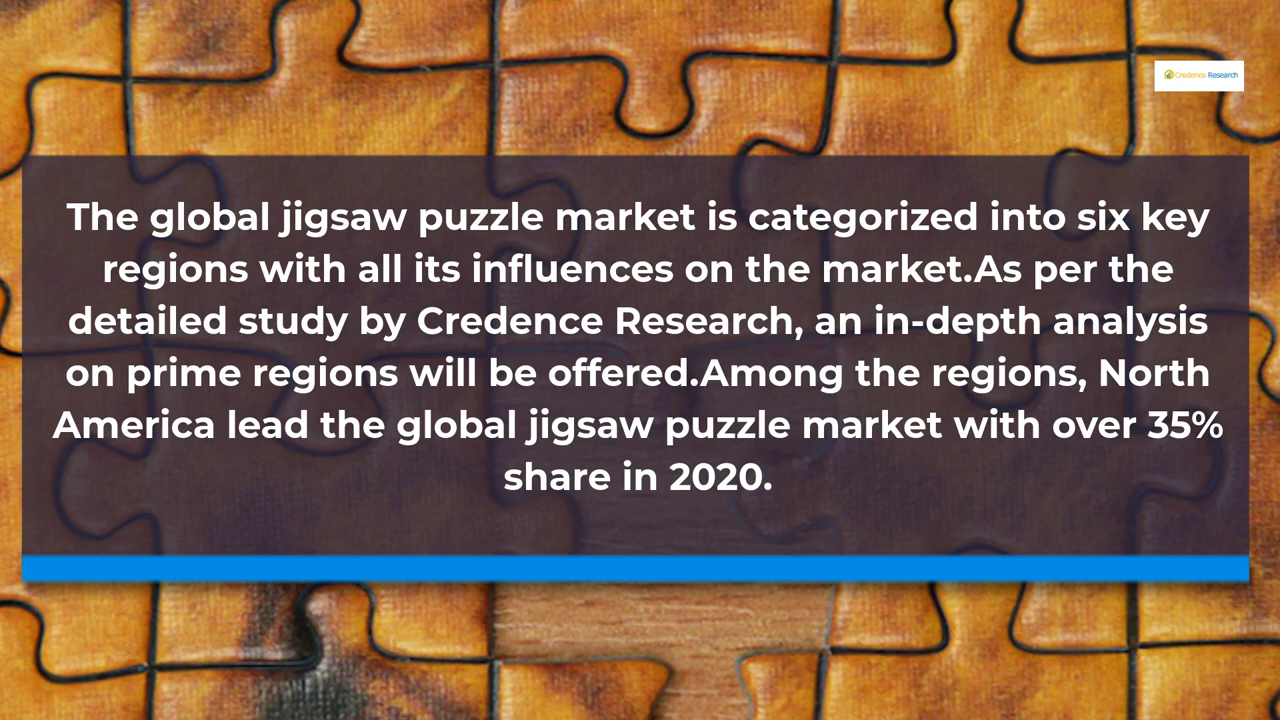 Credence Research
The global jigsaw puzzle market is categorized into six key
regions with all its influences on the market.As per the
detailed study by Credence Research, an in-depth analysis
on prime regions will be offered.Among the regions, North
America lead the global jigsaw puzzle market with over 35%
share in 2020.